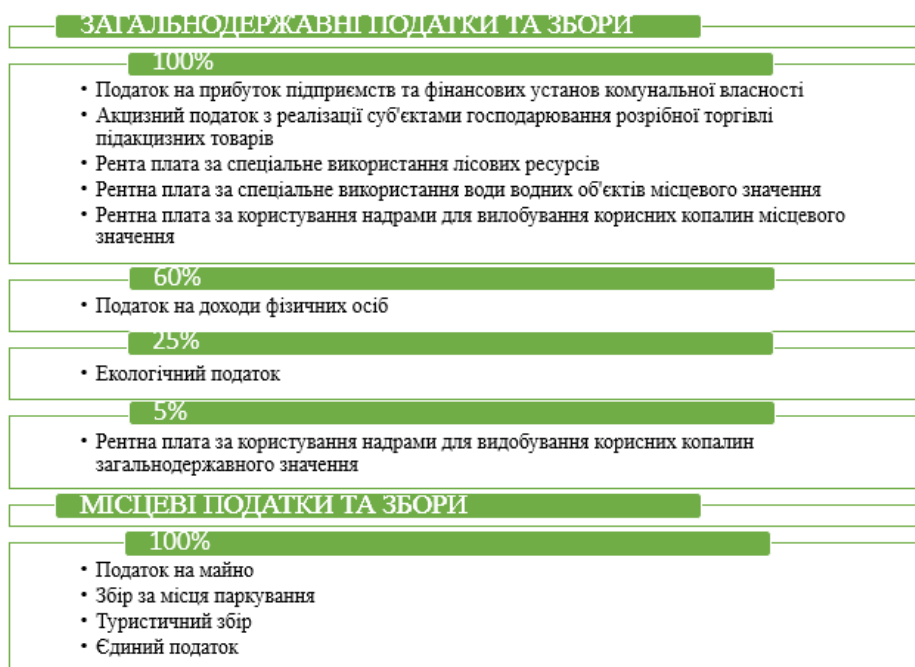 ЗАГАЛЬНОДЕРЖАВНІ ПОДАТКИ ТА ЗБОРИ
100%
• Податок на прибуток підприємств та фінансових установ комунальної власності
• Акцизний податок з реалізації суб'єктами господарювання роздрібної торгівлі
підакцизних товарів
• Рента плата за спеціальне використання лісових ресурсів
• Рентна плата за спеціальне використання води водних об'єктів місцевого значення
• Рентна плата за користування надрами для вилобування корисних копалин місцевого
значення
60%
• Податок на доходи фізичних осіб
25%
• Екологічний податок
5%
• Рентна плата за користування надрами для видобування корисних копалин
загальнодержавного значення
МІСЦЕВІ ПОДАТКИ ТА ЗБОРИ
100%
• Податок на майно
• Збір за місця паркування
• Туристичний збір
• Єдиний податок